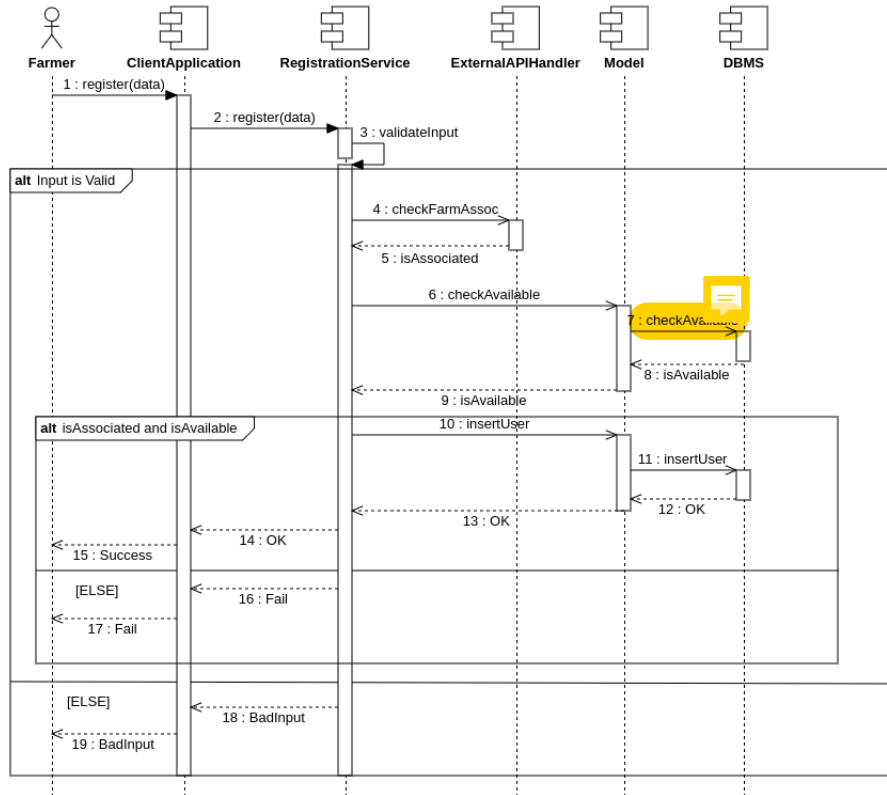 Farmer ClientApplication RegistrationService ExternalAPIHandler Model DBMS
1 : register(data)
2 : register(data)
3 : validateInput
alt Input is Valid
4 : checkFarmAssoc
5 : isAssociated
6 : checkAvailable
7 : checkAvailable
8 : isAvailable
9 : isAvailable
alt isAssociated and isAvailable
10 : insertUser
11 : insertUser
12 : OK
13 : OK
14 : OK
15 : Success
[ELSE]
16 : Fail
17 : Fail
[ELSE]
18 : BadInput
19 : BadInput